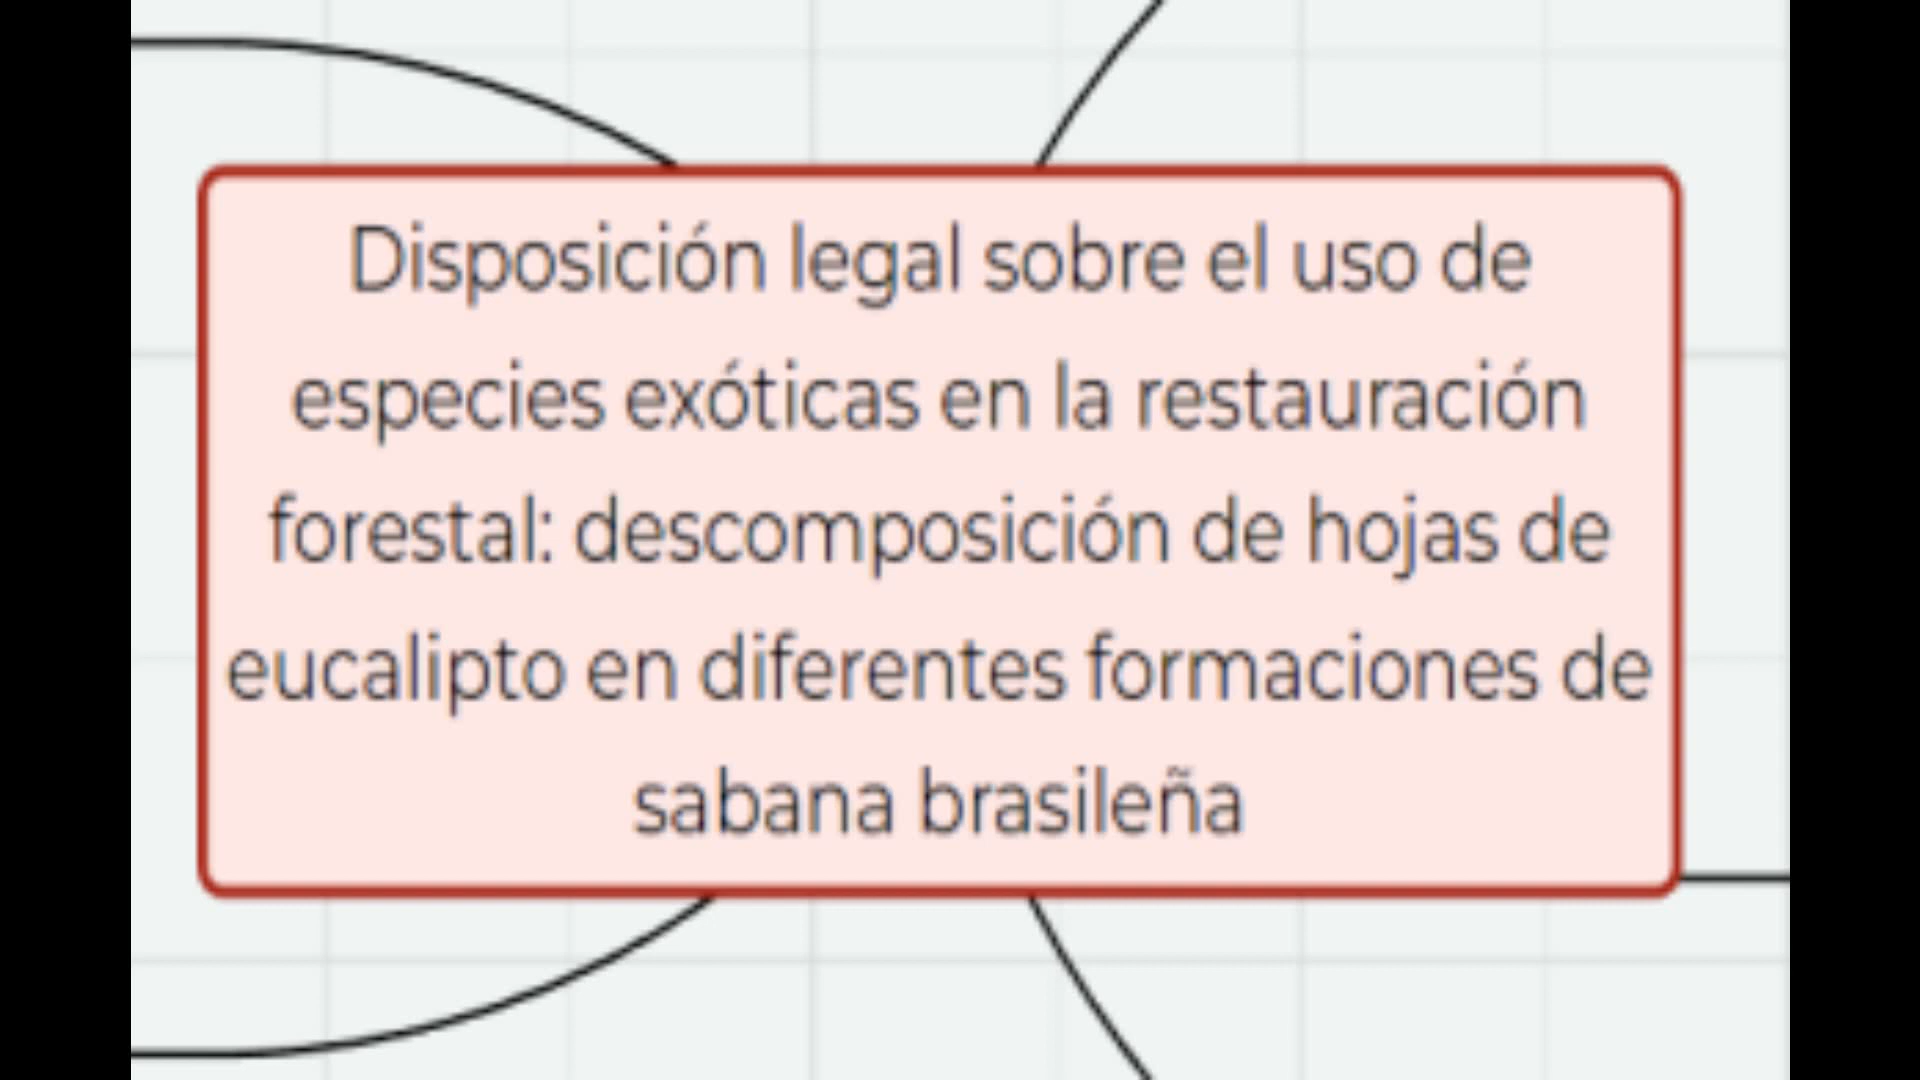 Disposición legal sobre el uso de
especies exóticas en la restauración
forestal: descomposición de hojas de
eucalipto en diferentes formaciones de
sabana brasileña